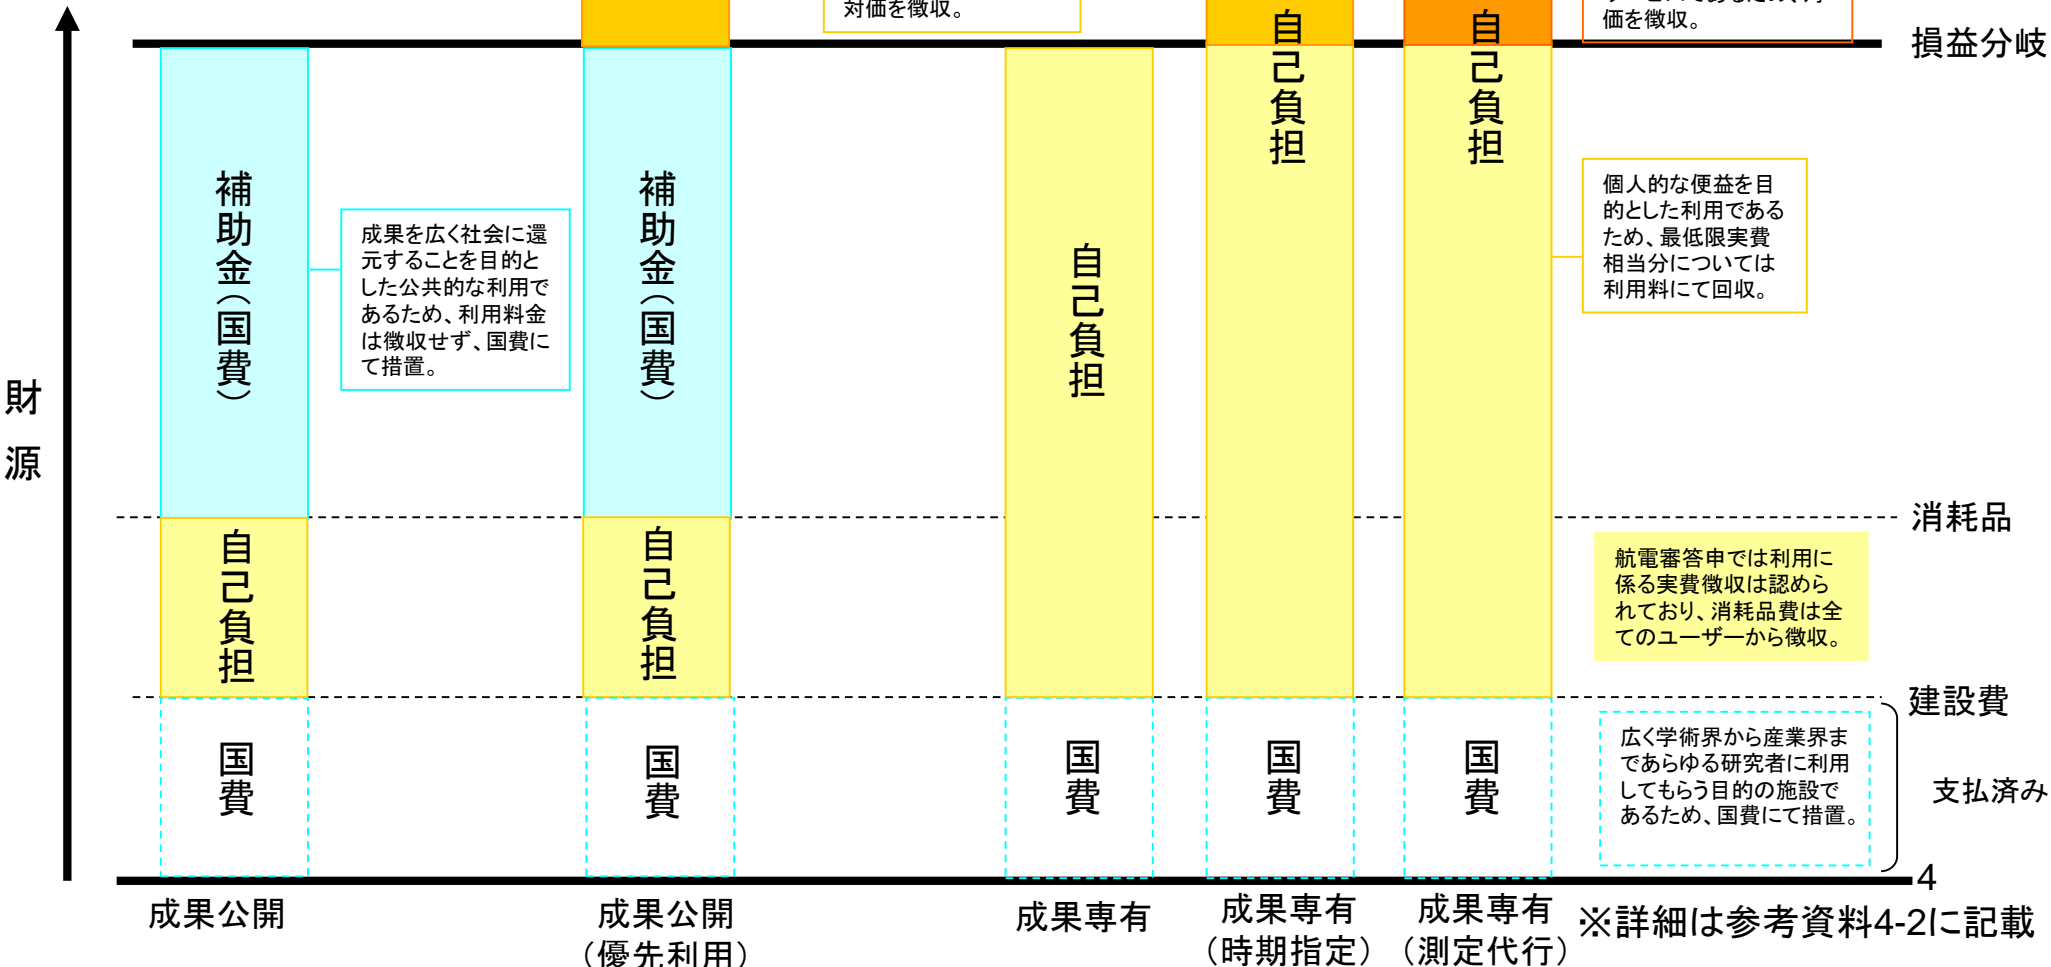 対価を徴収。
価を徴収。
損益分岐
財源
補助金（国費）
成果を広く社会に還
元することを目的と
した公共的な利用で
あるため、利用料金
は徴収せず、国費に
て措置。
補助金（国費）
自己負担
自己負担
自己負担
個人的な便益を目
的とした利用である
ため、最低限実費
相当分については
利用料にて回収。
消耗品
自己負担
自己負担
航電審答申では利用に
係る実費徴収は認めら
れており、消耗品費は全
てのユーザーから徴収。
建設費
国費
国費
国費
国費
国費
広く学術界から産業界ま
であらゆる研究者に利用
してもらう目的の施設で
あるため、国費にて措置。
支払済み
4
成果公開
成果公開
（優先利用）
成果専有
成果専有
（時期指定）
成果専有
（測定代行）
※詳細は参考資料4-2に記載